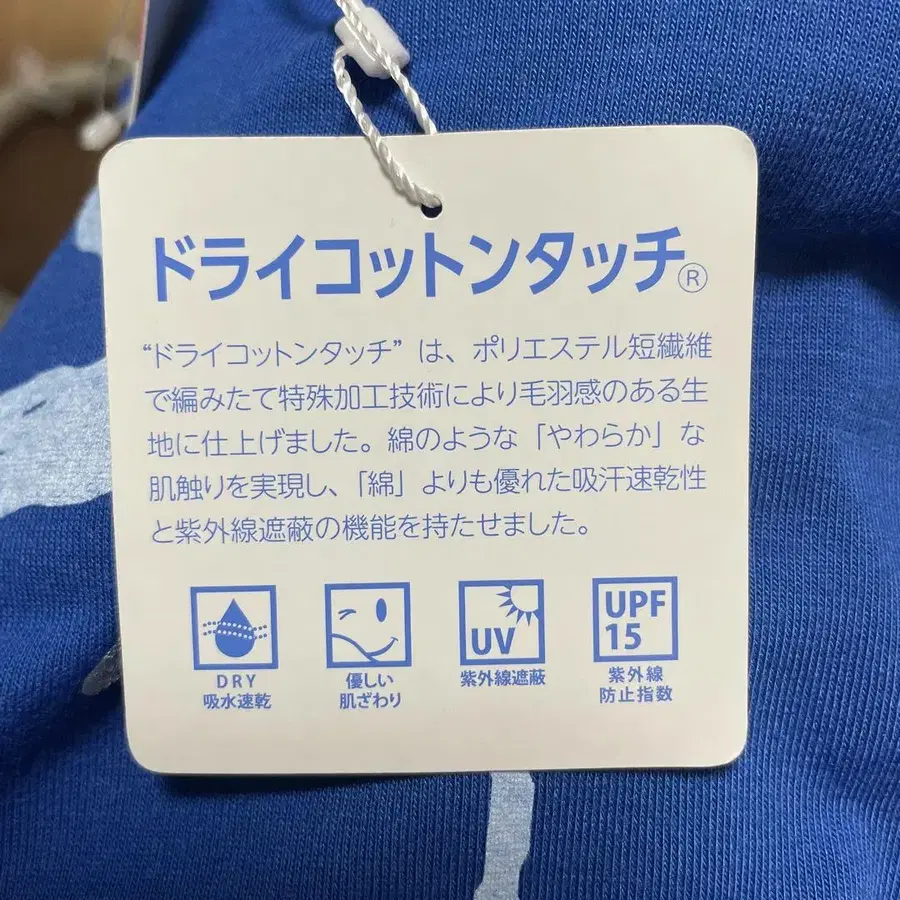 ドライコットンタッチ®
“ドライコットンタッチ” は、ポリエステル短繊維
で編みたて特殊加工技術により毛羽感のある生
地に仕上げました。綿のような「やわらか」な
肌触りを実現し、「綿」よりも優れた吸汗速乾性
と紫外線遮蔽の機能を持たせました。
DRY
吸水速乾
優しい
肌ざわり
UV
紫外線遮蔽
UPF
15
紫外線
防止指数